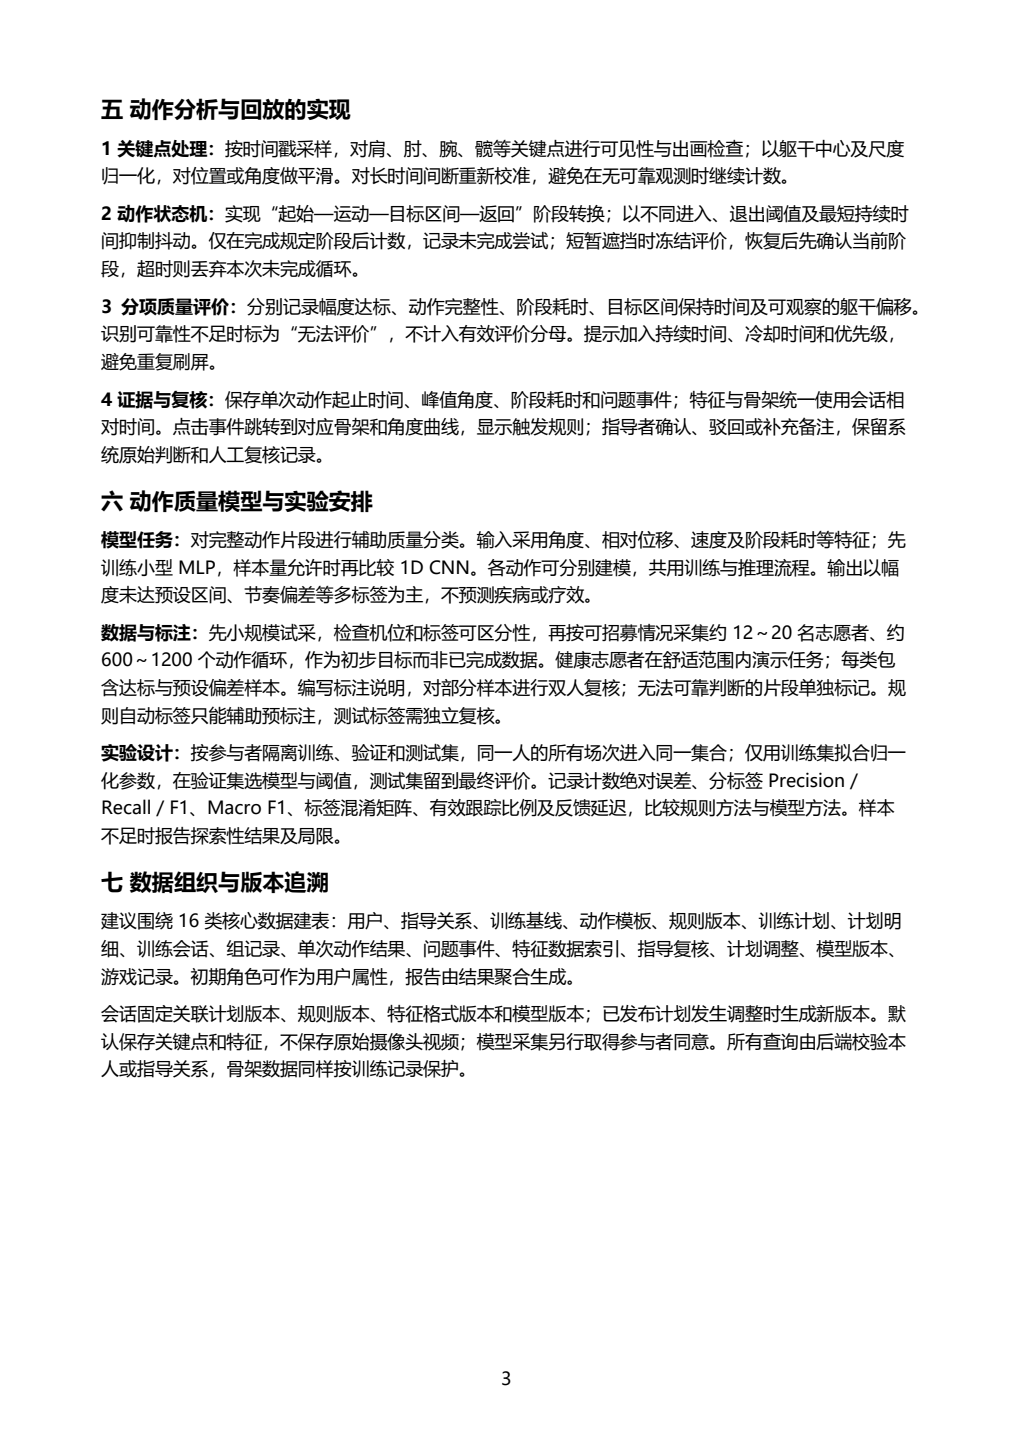 五 动作分析与回放的实现
1 关键点处理：按时间戳采样，对肩、肘、腕、髋等关键点进行可见性与出画检查；以躯干中心及尺度
归一化，对位置或角度做平滑。对长时间间断重新校准，避免在无可靠观测时继续计数。
2 动作状态机：实现“起始—运动—目标区间—返回”阶段转换；以不同进入、退出阈值及最短持续时
间抑制抖动。仅在完成规定阶段后计数，记录未完成尝试；短暂遮挡时冻结评价，恢复后先确认当前阶
段，超时则丢弃本次未完成循环。
3 分项质量评价：分别记录幅度达标、动作完整性、阶段耗时、目标区间保持时间及可观察的躯干偏移。
识别可靠性不足时标为“无法评价”，不计入有效评价分母。提示加入持续时间、冷却时间和优先级，
避免重复刷屏。
4 证据与复核：保存单次动作起止时间、峰值角度、阶段耗时和问题事件；特征与骨架统一使用会话相
对时间。点击事件跳转到对应骨架和角度曲线，显示触发规则；指导者确认、驳回或补充备注，保留系
统原始判断和人工复核记录。
六 动作质量模型与实验安排
模型任务：对完整动作片段进行辅助质量分类。输入采用角度、相对位移、速度及阶段耗时等特征；先
训练小型 MLP，样本量允许时再比较 1D CNN。各动作可分别建模，共用训练与推理流程。输出以幅
度未达预设区间、节奏偏差等多标签为主，不预测疾病或疗效。
数据与标注：先小规模试采，检查机位和标签可区分性，再按可招募情况采集约 12～20 名志愿者、约
600～1200 个动作循环，作为初步目标而非已完成数据。健康志愿者在舒适范围内演示任务；每类包
含达标与预设偏差样本。编写标注说明，对部分样本进行双人复核；无法可靠判断的片段单独标记。规
则自动标签只能辅助预标注，测试标签需独立复核。
实验设计：按参与者隔离训练、验证和测试集，同一人的所有场次进入同一集合；仅用训练集拟合归一
化参数，在验证集选模型与阈值，测试集留到最终评价。记录计数绝对误差、分标签 Precision /
Recall / F1、Macro F1、标签混淆矩阵、有效跟踪比例及反馈延迟，比较规则方法与模型方法。样本
不足时报告探索性结果及局限。
七 数据组织与版本追溯
建议围绕 16 类核心数据建表：用户、指导关系、训练基线、动作模板、规则版本、训练计划、计划明
细、训练会话、组记录、单次动作结果、问题事件、特征数据索引、指导复核、计划调整、模型版本、
游戏记录。初期角色可作为用户属性，报告由结果聚合生成。
会话固定关联计划版本、规则版本、特征格式版本和模型版本；已发布计划发生调整时生成新版本。默
认保存关键点和特征，不保存原始摄像头视频；模型采集另行取得参与者同意。所有查询由后端校验本
人或指导关系，骨架数据同样按训练记录保护。
3